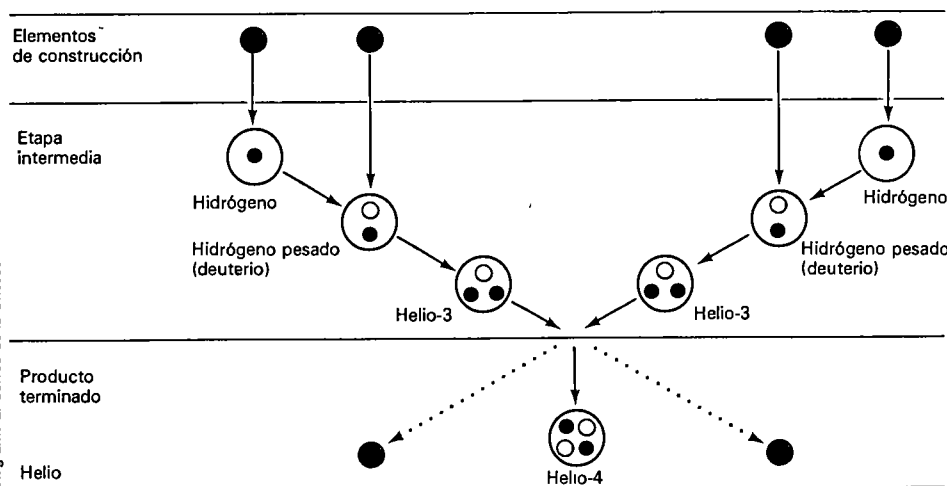 Elementos
de construcción
Etapa
intermedia
Hidrógeno
Hidrógeno
Hidrógeno pesado
(deuterio)
Hidrógeno pesado
(deuterio)
Helio-3
Helio-3
Producto
terminado
Helio
Helio-4